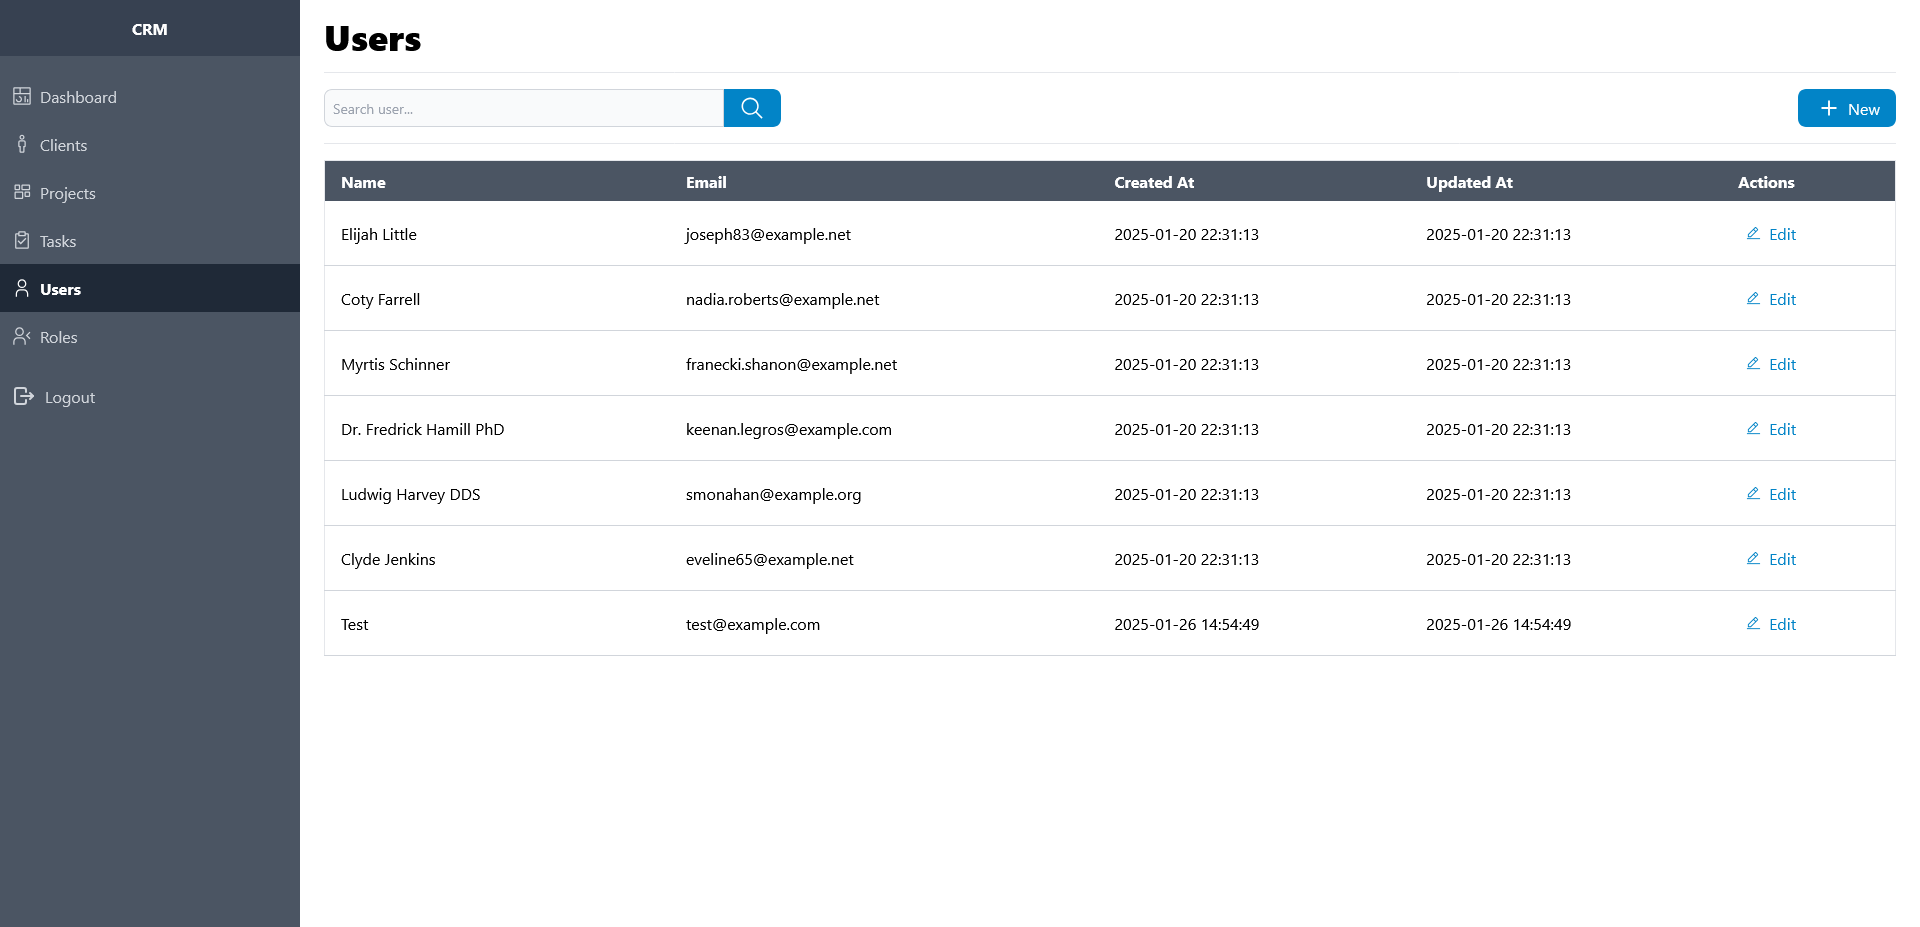 CRM
Dashboard
Clients
Projects
Tasks
Users
Roles
Logout
Users
Search user...
New
Name Email Created At Updated At Actions
Elijah Little joseph83@example.net 2025-01-20 22:31:13 2025-01-20 22:31:13 Edit
Coty Farrell nadia.roberts@example.net 2025-01-20 22:31:13 2025-01-20 22:31:13 Edit
Myrtis Schinner franecki.shanon@example.net 2025-01-20 22:31:13 2025-01-20 22:31:13 Edit
Dr. Fredrick Hamill PhD keenan.legros@example.com 2025-01-20 22:31:13 2025-01-20 22:31:13 Edit
Ludwig Harvey DDS smonahan@example.org 2025-01-20 22:31:13 2025-01-20 22:31:13 Edit
Clyde Jenkins eveline65@example.net 2025-01-20 22:31:13 2025-01-20 22:31:13 Edit
Test test@example.com 2025-01-26 14:54:49 2025-01-26 14:54:49 Edit